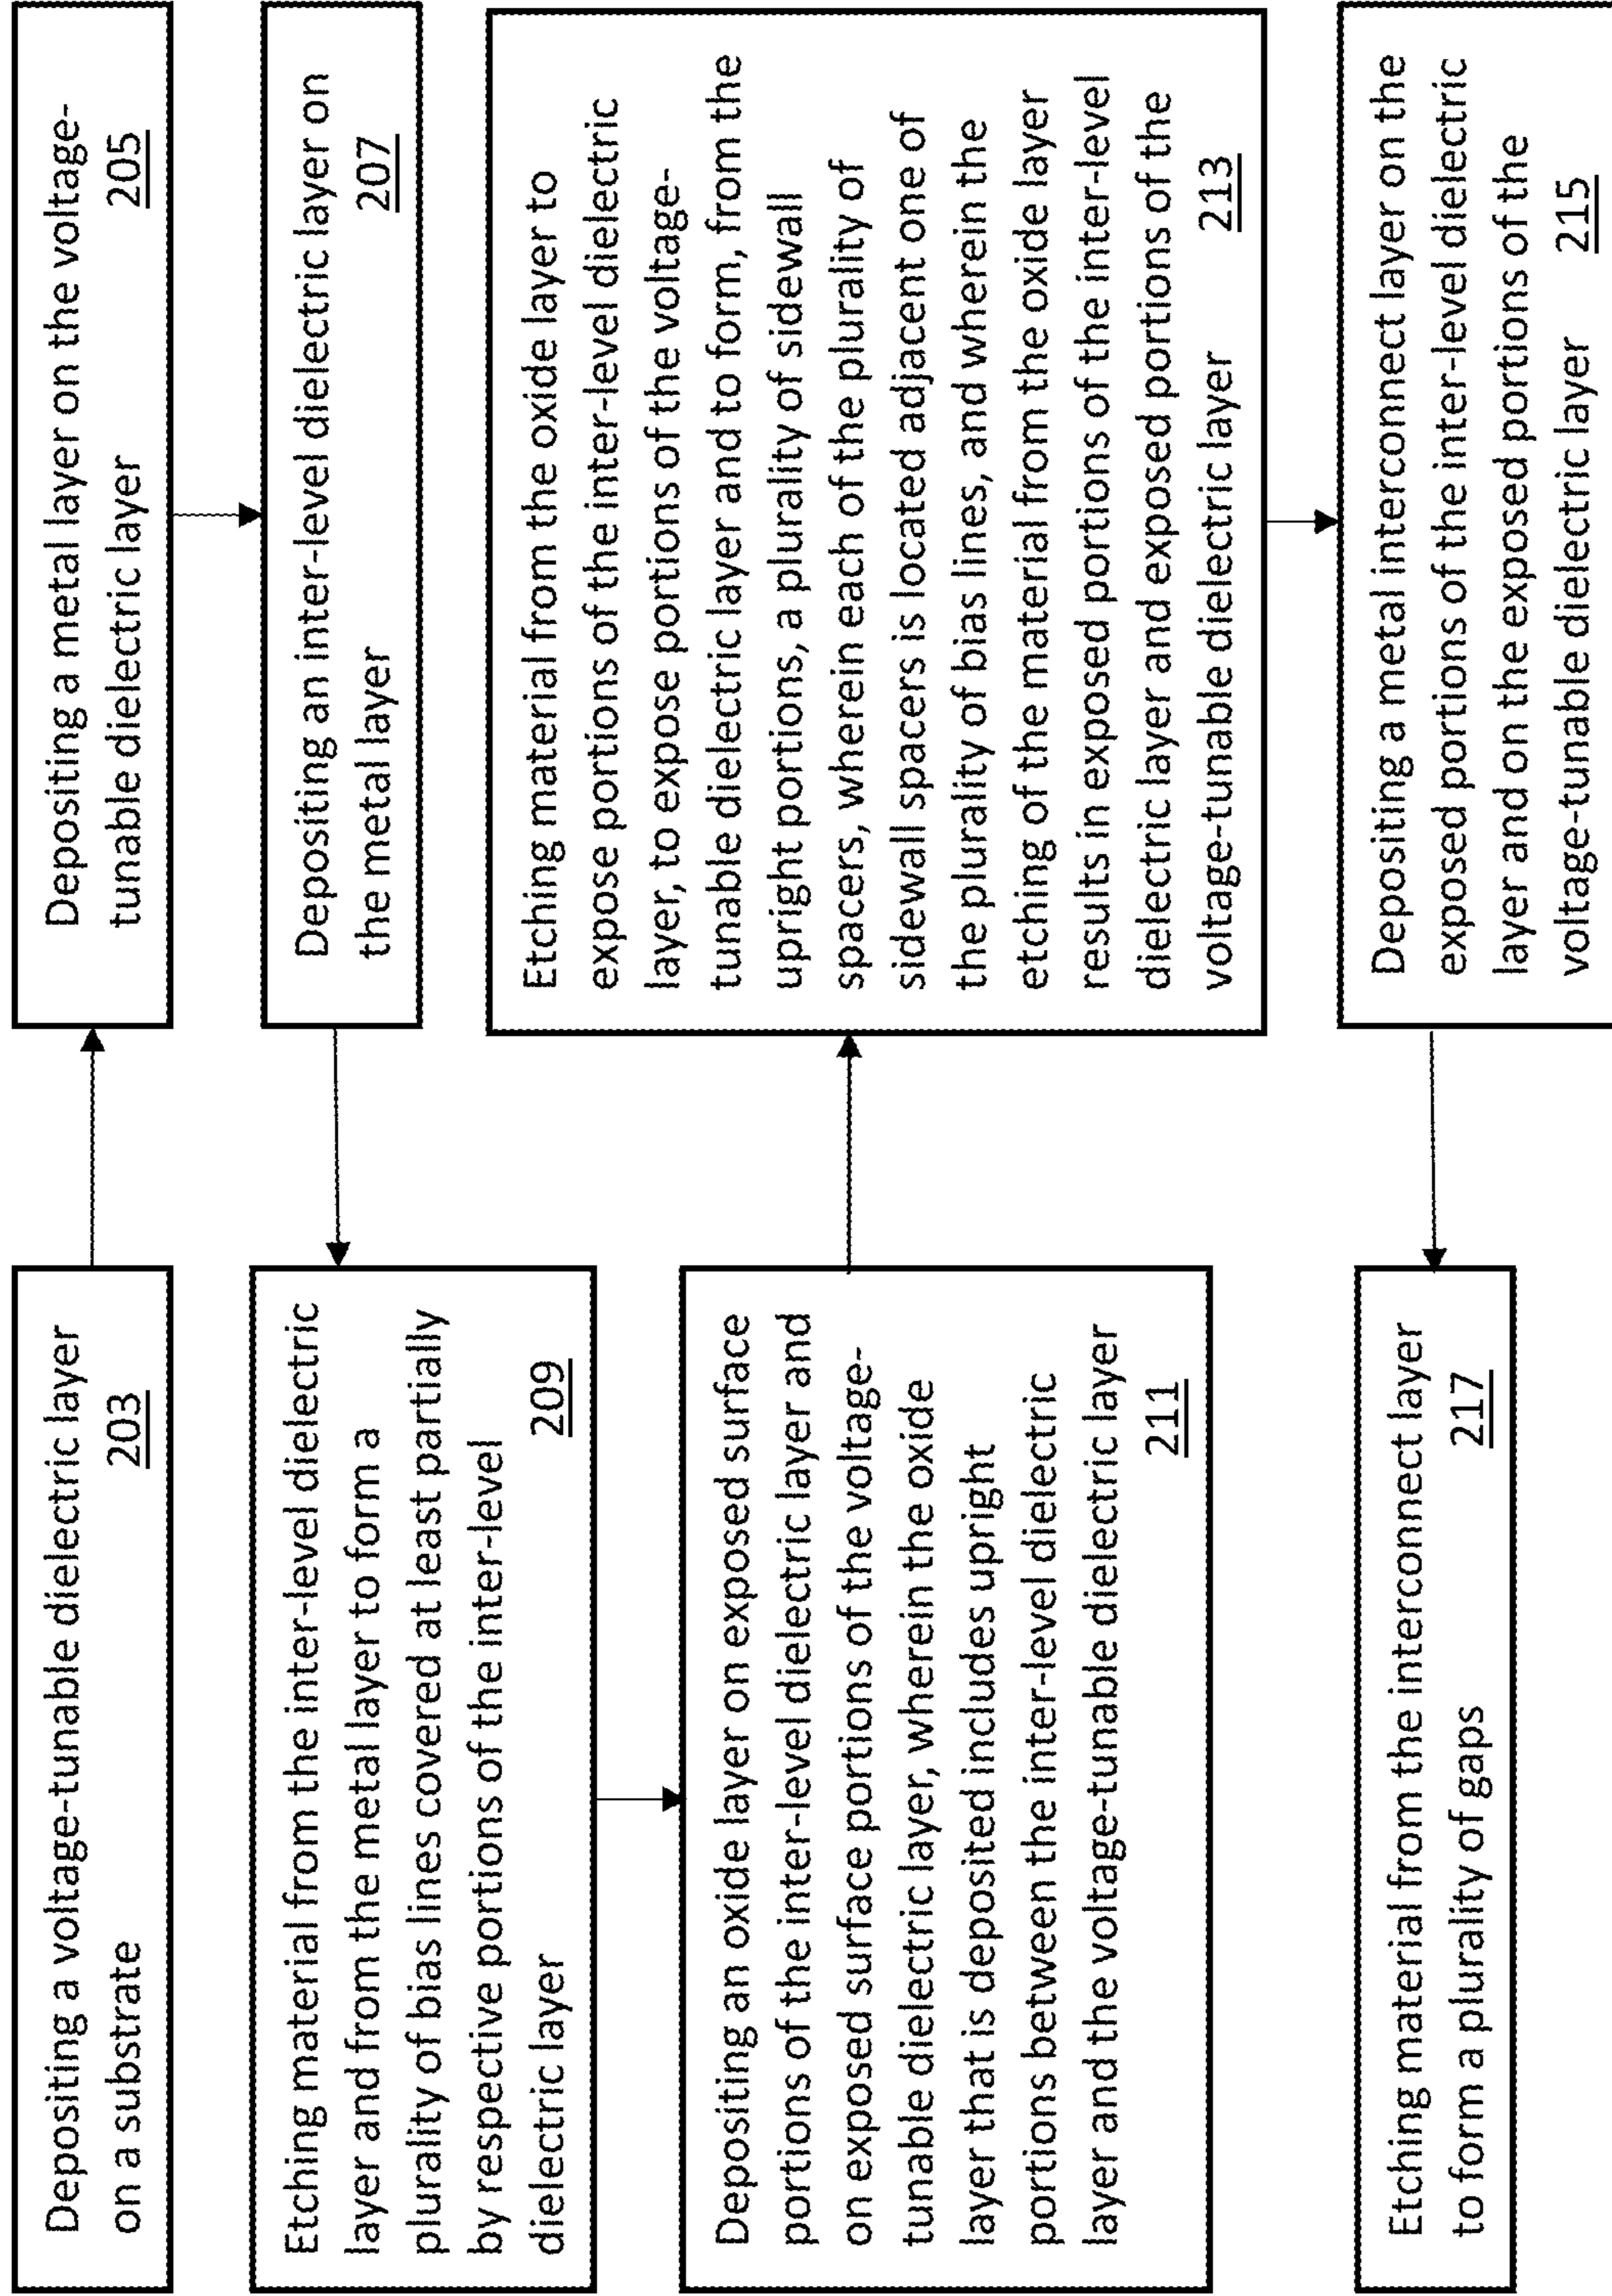 Depositing a voltage-tunable dielectric layer
on a substrate
203
Depositing a metal layer on the voltage-
tunable dielectric layer
205
Depositing an inter-level dielectric layer on
the metal layer
207
Etching material from the inter-level dielectric
layer and from the metal layer to form a
plurality of bias lines covered at least partially
by respective portions of the inter-level
dielectric layer
209
Depositing an oxide layer on exposed surface
portions of the inter-level dielectric layer and
on exposed surface portions of the voltage-
tunable dielectric layer, wherein the oxide
layer that is deposited includes upright
portions between the inter-level dielectric
layer and the voltage-tunable dielectric layer
211
Etching material from the oxide layer to
expose portions of the inter-level dielectric
layer, to expose portions of the voltage-
tunable dielectric layer and to form, from the
upright portions, a plurality of sidewall
spacers, wherein each of the plurality of
sidewall spacers is located adjacent one of
the plurality of bias lines, and wherein the
etching of the material from the oxide layer
results in exposed portions of the inter-level
dielectric layer and exposed portions of the
voltage-tunable dielectric layer
213
Depositing a metal interconnect layer on the
exposed portions of the inter-level dielectric
layer and on the exposed portions of the
voltage-tunable dielectric layer
215
Etching material from the interconnect layer
to form a plurality of gaps
217